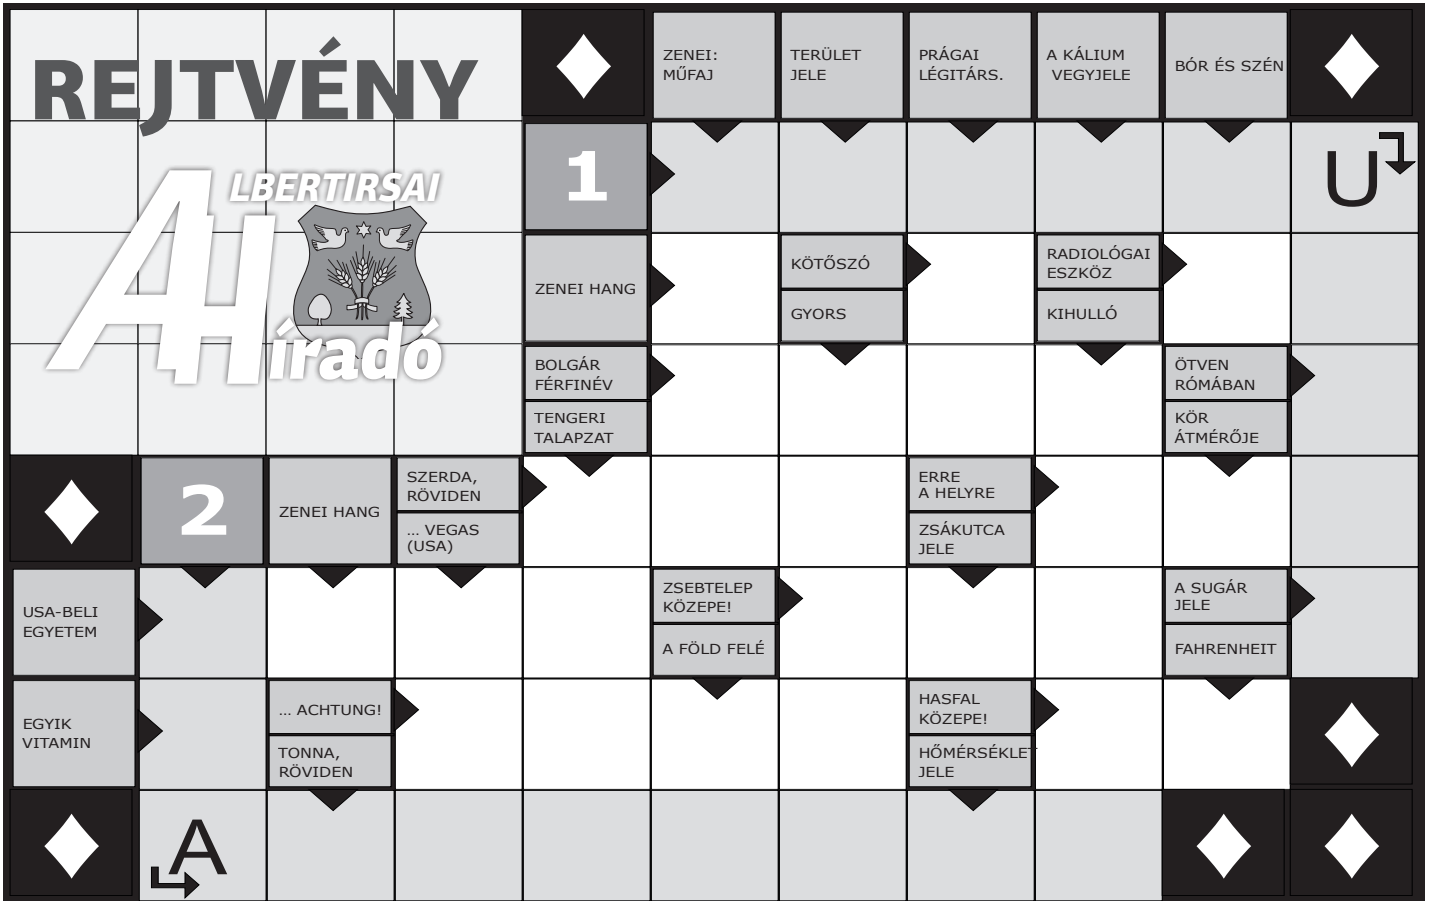 REJTVÉNY
ALBERTIRSAI
Híradó
ZENEI:
MŰFAJ
TERÜLET
JELE
PRÁGAI
LÉGITÁRS.
A KÁLIUM
VEGYJELE
BÓR ÉS SZÉN
1
U
ZENEI HANG
KÖTŐSZÓ
GYORS
RADIOLÓGAI
ESZKÖZ
KIHULLÓ
BOLGÁR
FÉRFINÉV
TENGERI
TALAPZAT
ÖTVEN
RÓMÁBAN
KÖR
ÁTMÉRŐJE
2
ZENEI HANG
SZERDA,
RÖVIDEN
... VEGAS
(USA)
ERRE
A HELYRE
ZSÁKUTCA
JELE
USA-BELI
EGYETEM
ZSEBTELEP
KÖZEPE!
A FÖLD FELÉ
A SUGÁR
JELE
FAHRENHEIT
EGYIK
VITAMIN
... ACHTUNG!
TONNA,
RÖVIDEN
HASFAL
KÖZEPE!
HŐMÉRSÉKLET
JELE
A